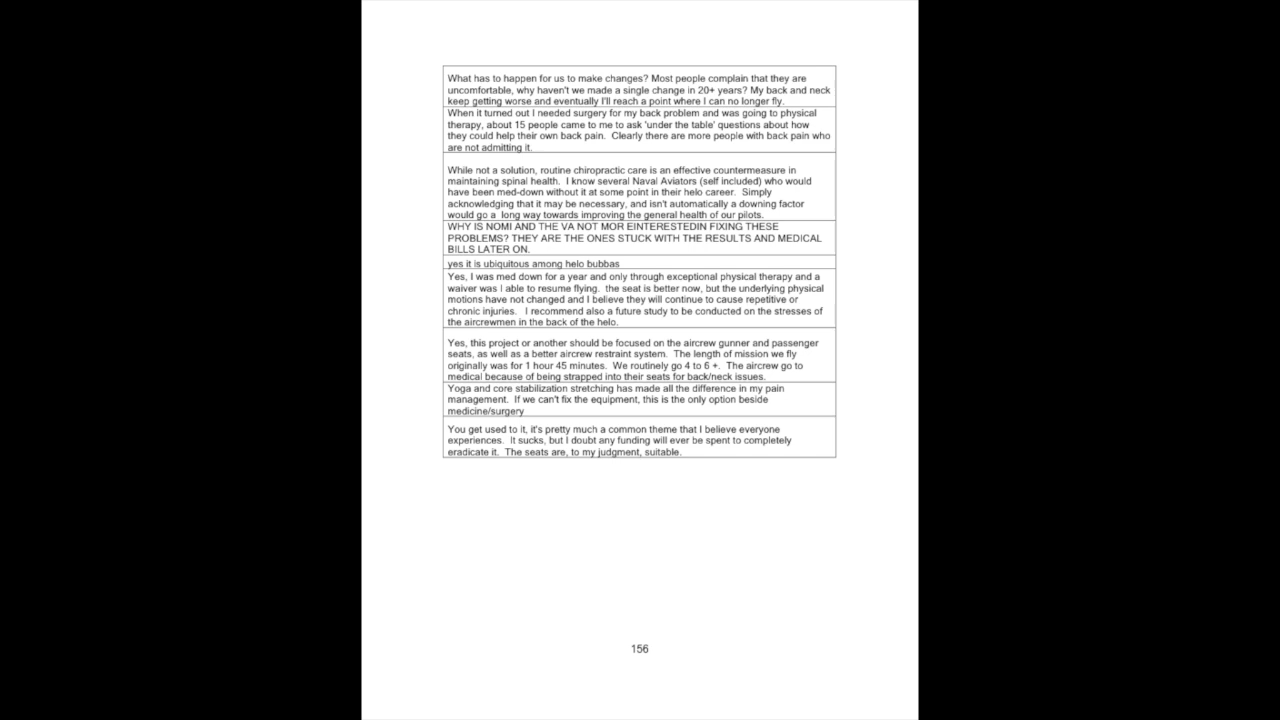 What has to happen for us to make changes? Most people complain that they are
uncomfortable, why haven't we made a single change in 20+ years? My back and neck
keep getting worse and eventually I'll reach a point where I can no longer fly.
When it turned out I needed surgery for my back problem and was going to physical
therapy, about 15 people came to me to ask 'under the table' questions about how
they could help their own back pain.  Clearly there are more people with back pain who
are not admitting it.
While not a solution, routine chiropractic care is an effective countermeasure in
maintaining spinal health.  I know several Naval Aviators (self included) who would
have been med-down without it at some point in their helo career.  Simply
acknowledging that it may be necessary, and isn't automatically a downing factor
would go a  long way towards improving the general health of our pilots.
WHY IS NOMI AND THE VA NOT MOR EINTERESTEDIN FIXING THESE
PROBLEMS? THEY ARE THE ONES STUCK WITH THE RESULTS AND MEDICAL
BILLS LATER ON.
yes it is ubiquitous among helo bubbas
Yes, I was med down for a year and only through exceptional physical therapy and a
waiver was I able to resume flying.  the seat is better now, but the underlying physical
motions have not changed and I believe they will continue to cause repetitive or
chronic injuries.   I recommend also a future study to be conducted on the stresses of
the aircrewmen in the back of the helo.
Yes, this project or another should be focused on the aircrew gunner and passenger
seats, as well as a better aircrew restraint system.  The length of mission we fly
originally was for 1 hour 45 minutes.  We routinely go 4 to 6 +.  The aircrew go to
medical because of being strapped into their seats for back/neck issues.
Yoga and core stabilization stretching has made all the difference in my pain
management.  If we can't fix the equipment, this is the only option beside
medicine/surgery
You get used to it, it's pretty much a common theme that I believe everyone
experiences.  It sucks, but I doubt any funding will ever be spent to completely
eradicate it.  The seats are, to my judgment, suitable.
156